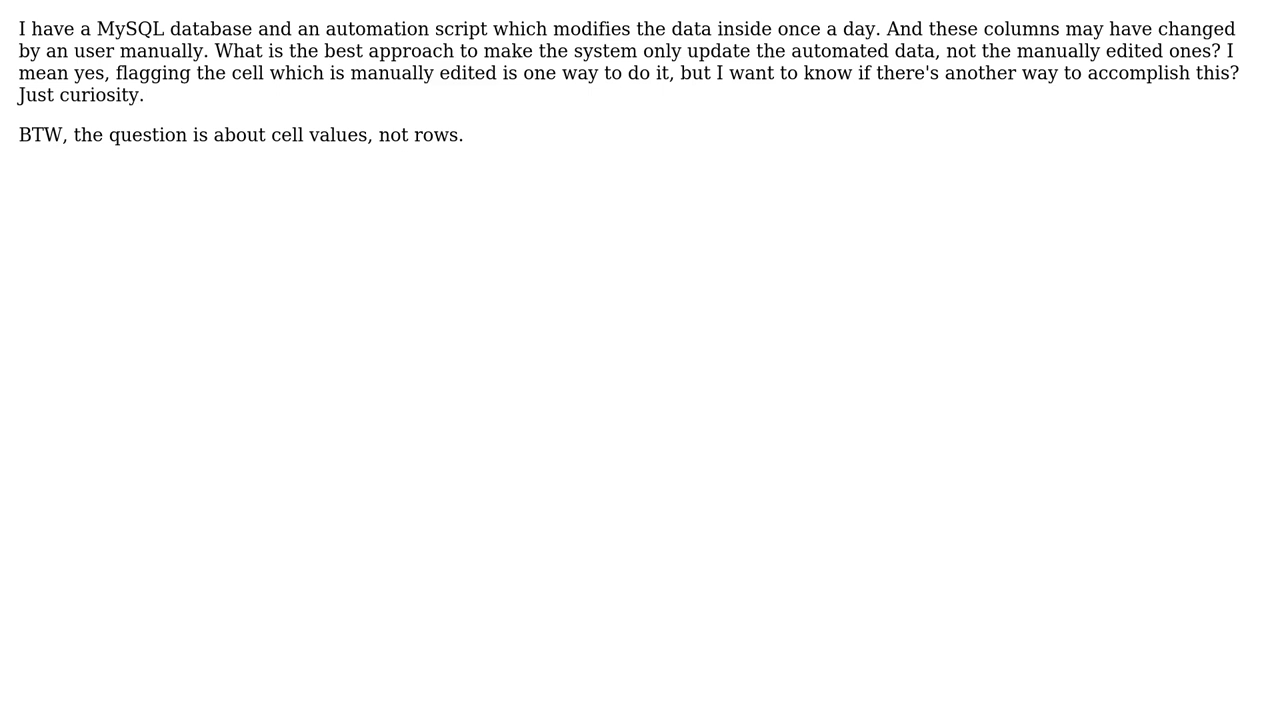 I have a MySQL database and an automation script which modifies the data inside once a day. And these columns may have changed
by an user manually. What is the best approach to make the system only update the automated data, not the manually edited ones? I
mean yes, flagging the cell which is manually edited is one way to do it, but I want to know if there's another way to accomplish this?
Just curiosity.
BTW, the question is about cell values, not rows.